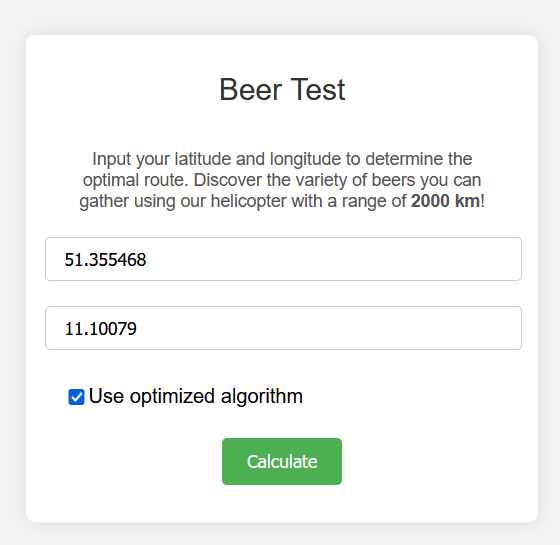 Beer Test
Input your latitude and longitude to determine the
optimal route. Discover the variety of beers you can
gather using our helicopter with a range of 2000 km!
51.355468
11.10079
Use optimized algorithm
Calculate